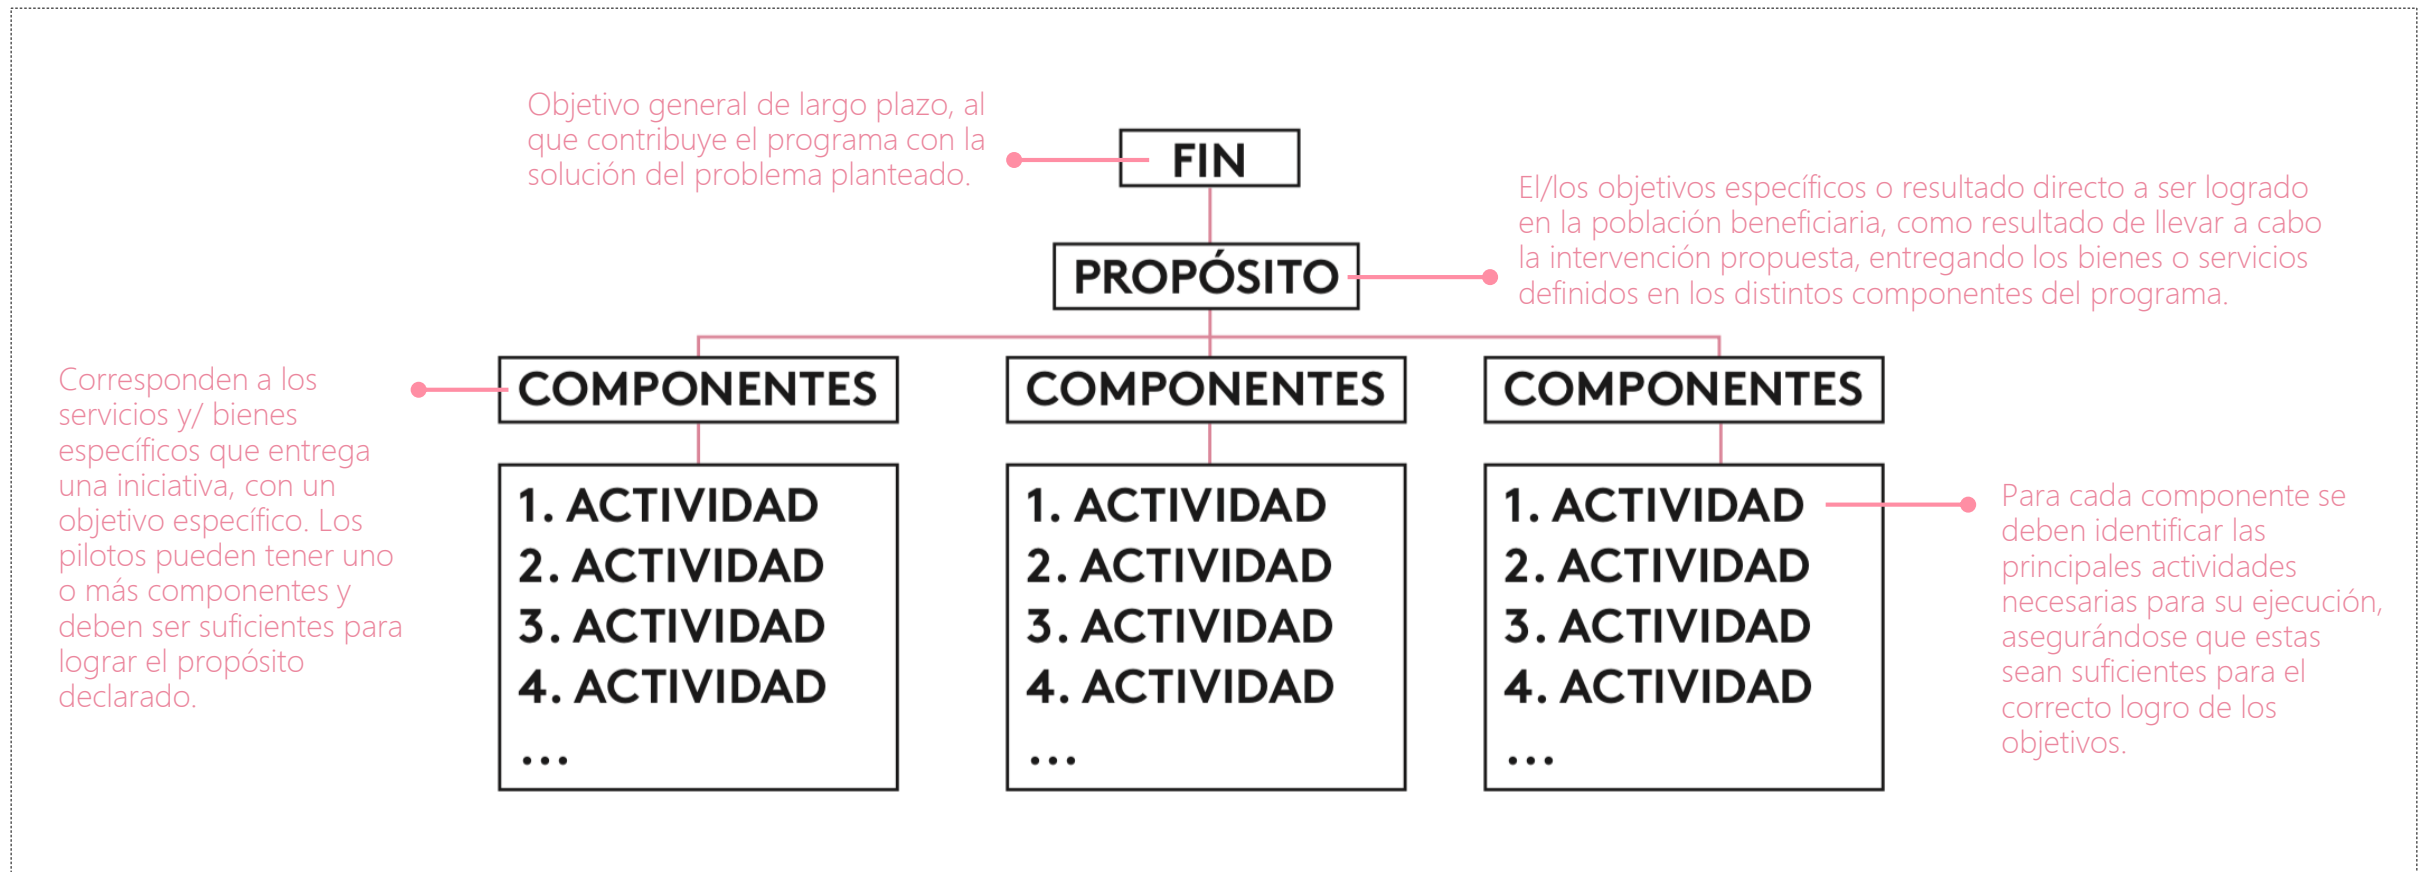 Objetivo general de largo plazo, al
que contribuye el programa con la
solución del problema planteado.
FIN
El/los objetivos específicos o resultado directo a ser logrado
en la población beneficiaria, como resultado de llevar a cabo
la intervención propuesta, entregando los bienes o servicios
definidos en los distintos componentes del programa.
PROPÓSITO
Corresponden a los
servicios y/ bienes
específicos que entrega
una iniciativa, con un
objetivo específico. Los
pilotos pueden tener uno
o más componentes y
deben ser suficientes para
lograr el propósito
declarado.
COMPONENTES
1. ACTIVIDAD
2. ACTIVIDAD
3. ACTIVIDAD
4. ACTIVIDAD
...
COMPONENTES
1. ACTIVIDAD
2. ACTIVIDAD
3. ACTIVIDAD
4. ACTIVIDAD
...
COMPONENTES
1. ACTIVIDAD
2. ACTIVIDAD
3. ACTIVIDAD
4. ACTIVIDAD
...
Para cada componente se
deben identificar las
principales actividades
necesarias para su ejecución,
asegurándose que estas
sean suficientes para el
correcto logro de los
objetivos.